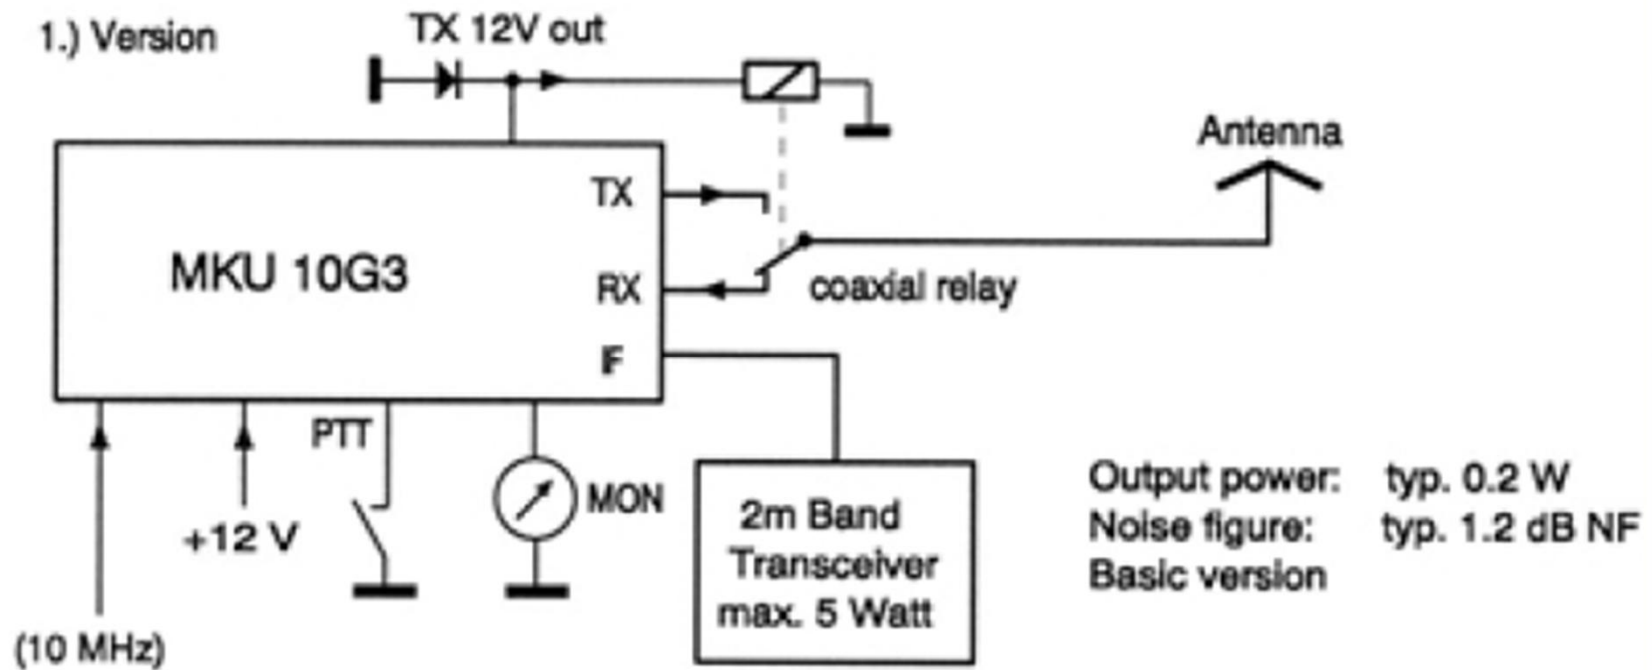 1.) Version
TX 12V out
Antenna
TX
MKU 10G3
RX
coaxial relay
IF
PTT
MON
+12 V
(10 MHz)
2m Band
Transceiver
max. 5 Watt
Output power: typ. 0.2 W
Noise figure: typ. 1.2 dB NF
Basic version